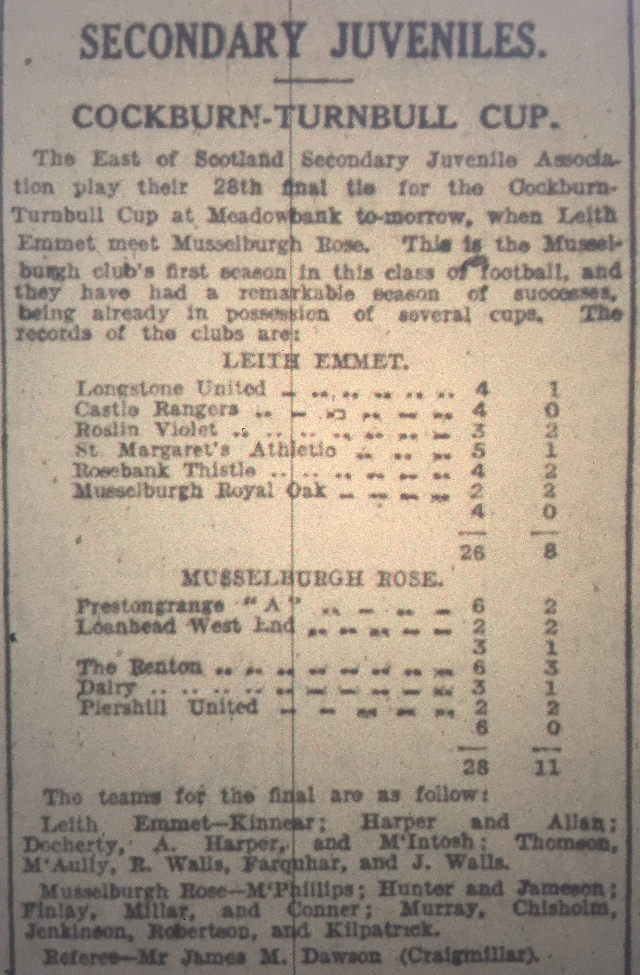 SECONDARY JUVENILES.
COCKBURN-TURNBULL CUP.
The East of Scotland Secondary Juvenile Associa-
tion play their 28th final tie for the Cockburn-
Turnbull Cup at Meadowbank to-morrow, when Leith
Emmet meet Musselburgh Rose. This is the Mussel-
burgh club's first season in this class of football, and
they have had a remarkable season of successes,
being already in possession of several cups. The
records of the clubs are:
LEITH EMMET.
Longstone United 4 1
Castle Rangers 4 0
Roslin Violet 3 2
St. Margaret's Athletic 5 1
Rosebank Thistle 4 2
Musselburgh Royal Oak 2 2
4 0
26 8
MUSSELBURGH ROSE.
Prestongrange "A" 6 2
Loanhead West End 2 2
3 1
The Renton 6 3
Dalry 3 1
Piershill United 2 2
6 0
28 11
The teams for the final are as follow:
Leith Emmet—Kinnear; Harper and Allan;
Docherty, A. Harper, and M'Intosh; Thomson,
M'Aully, R. Walls, Farquhar, and J. Walls.
Musselburgh Rose—M'Phillips; Hunter and Jameson;
Finlay, Millar, and Conner; Murray, Chisholm,
Jenkinson, Robertson, and Kilpatrick.
Referee—Mr James M. Dawson (Craigmillar).